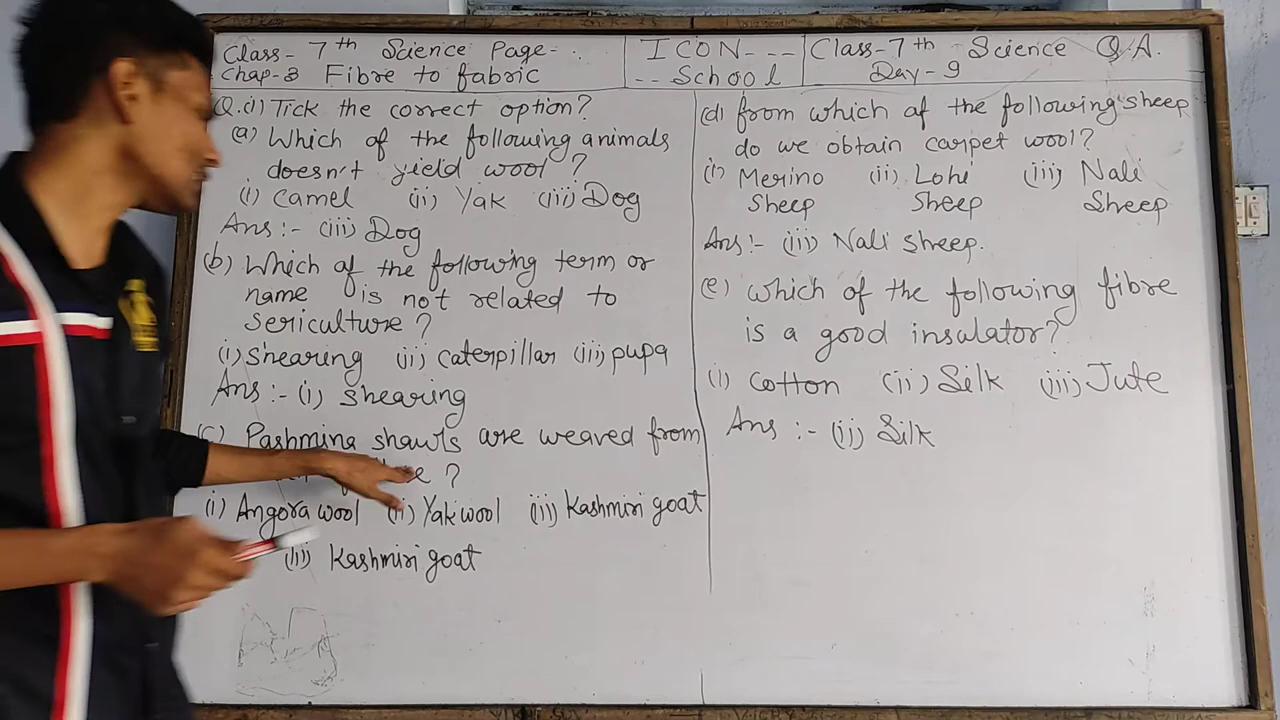 Class- 7th Science Page- .
Chap-3 Fibre to fabric
ICON---
-- School
Class-7th Science Q.A.
Day-9
Q.(i) Tick the correct option?
(a) Which of the following animals
doesn't yield wool ?
(i) Camel (ii) Yak (iii) Dog
Ans :- (iii) Dog
(b) Which of the following term or
name is not related to
sericulture ?
(i) shearing (ii) caterpillar (iii) pupa
Ans :- (i) shearing
(c) Pashmina shawls are weaved from
?
(i) Angora wool (ii) Yak wool (iii) Kashmiri goat
(iii) Kashmiri goat
(d) from which of the following sheep
do we obtain carpet wool?
(i) Merino (ii) Lohi (iii) Nali
Sheep Sheep Sheep
Ans :- (iii) Nali sheep.
(e) which of the following fibre
is a good insulator?
(i) Cotton (ii) Silk (iii) Jute
Ans :- (ii) Silk